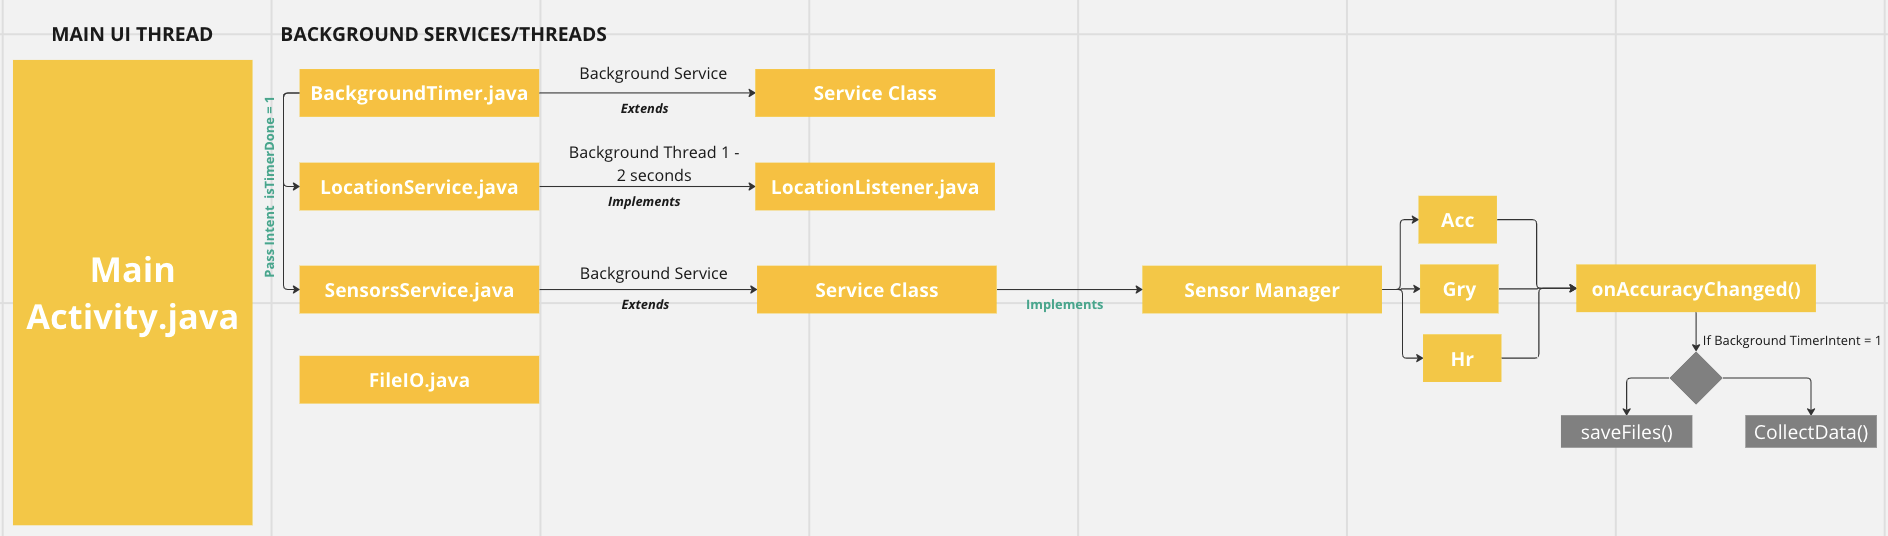 MAIN UI THREAD
BACKGROUND SERVICES/THREADS
Main
Activity.java
Pass Intent isTimerDone = 1
BackgroundTimer.java
Background Service
Extends
Service Class
LocationService.java
Background Thread 1 -
2 seconds
Implements
LocationListener.java
SensorsService.java
Background Service
Extends
Service Class
Implements
Sensor Manager
Acc
Gry
Hr
onAccuracyChanged()
If Background TimerIntent = 1
saveFiles()
CollectData()
FileIO.java